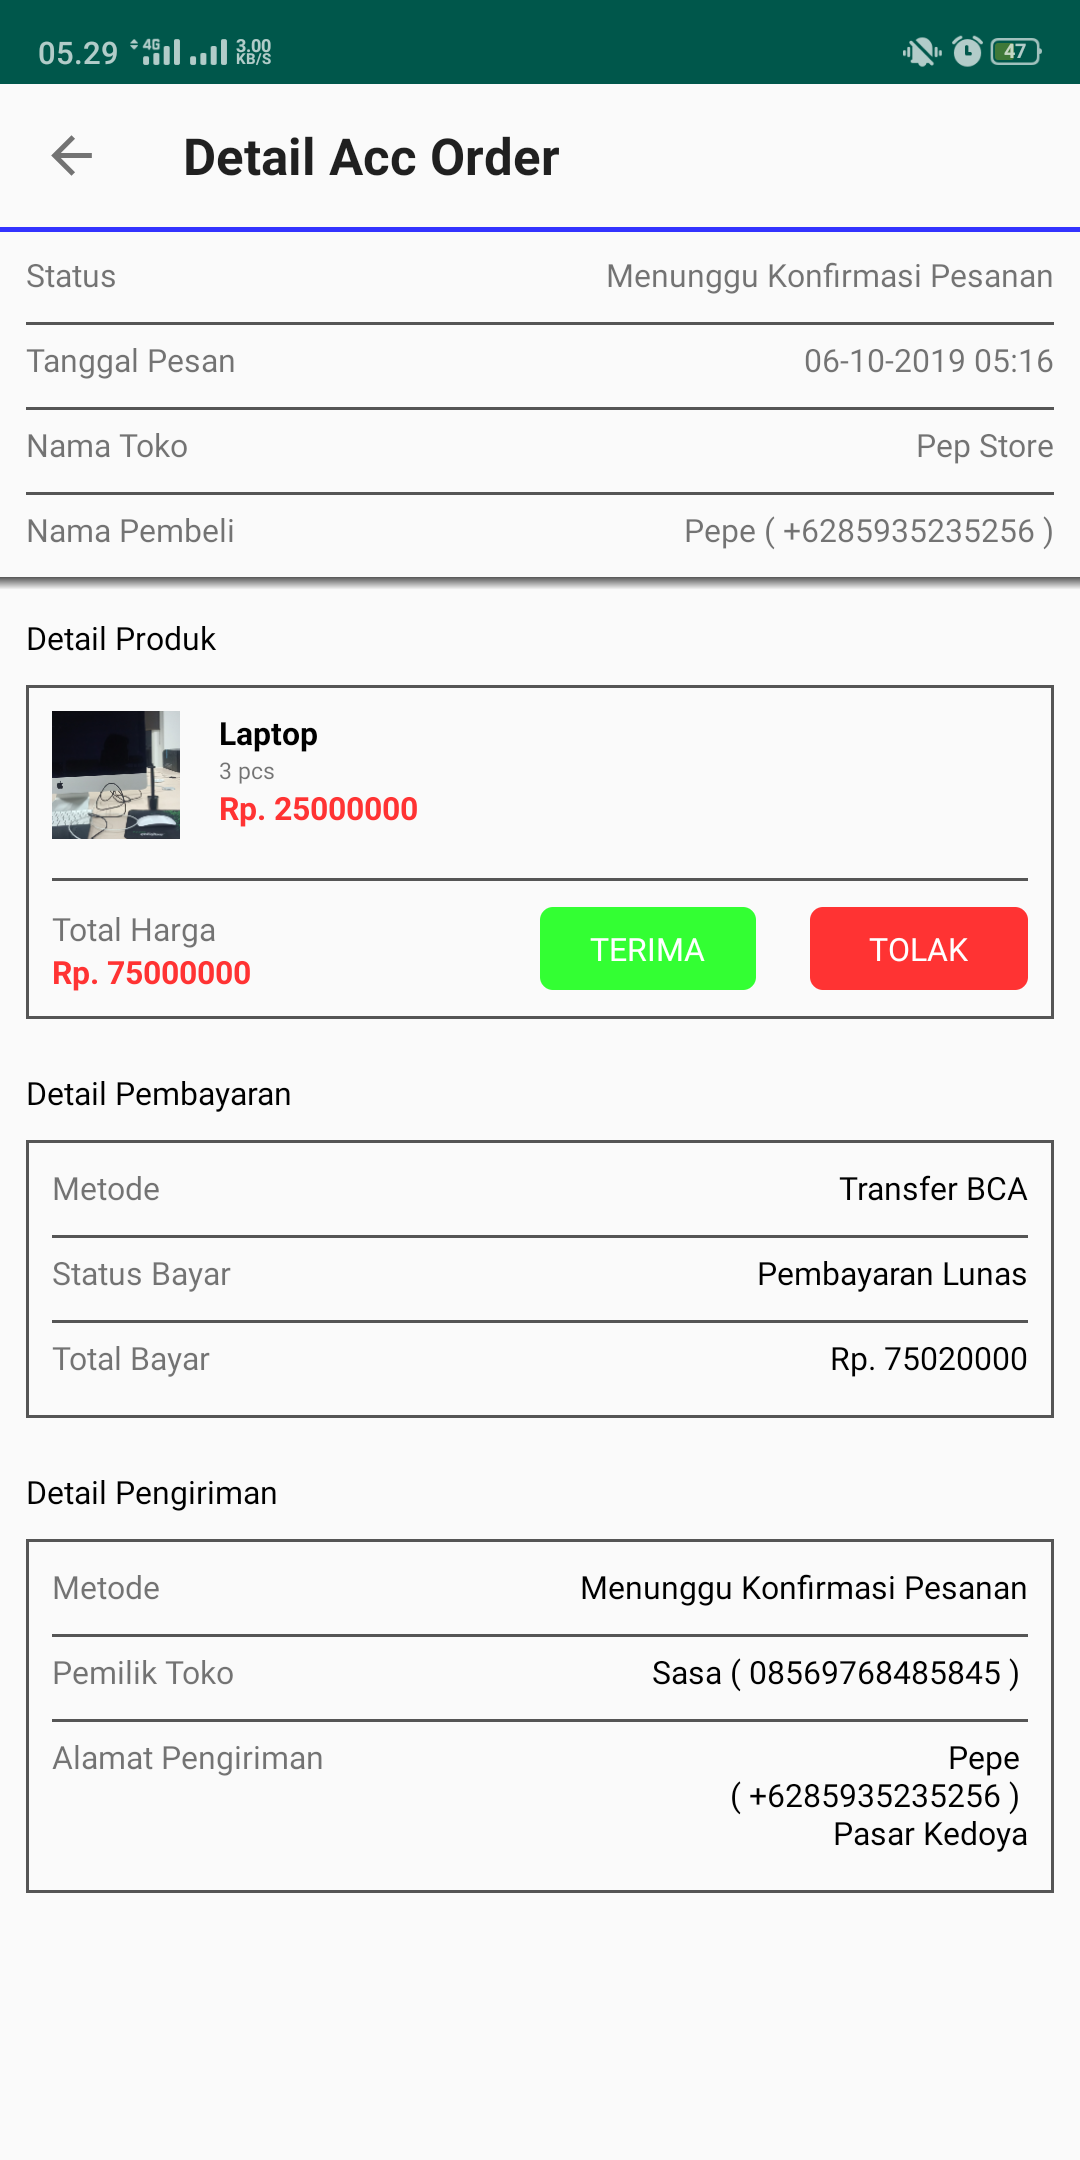 05.29 4G 3.00 KB/S 47
Detail Acc Order
Status Menunggu Konfirmasi Pesanan
Tanggal Pesan 06-10-2019 05:16
Nama Toko Pep Store
Nama Pembeli Pepe ( +6285935235256 )
Detail Produk
Laptop
3 pcs
Rp. 25000000
Total Harga
Rp. 75000000
TERIMA TOLAK
Detail Pembayaran
Metode Transfer BCA
Status Bayar Pembayaran Lunas
Total Bayar Rp. 75020000
Detail Pengiriman
Metode Menunggu Konfirmasi Pesanan
Pemilik Toko Sasa ( 08569768485845 )
Alamat Pengiriman Pepe
( +6285935235256 )
Pasar Kedoya